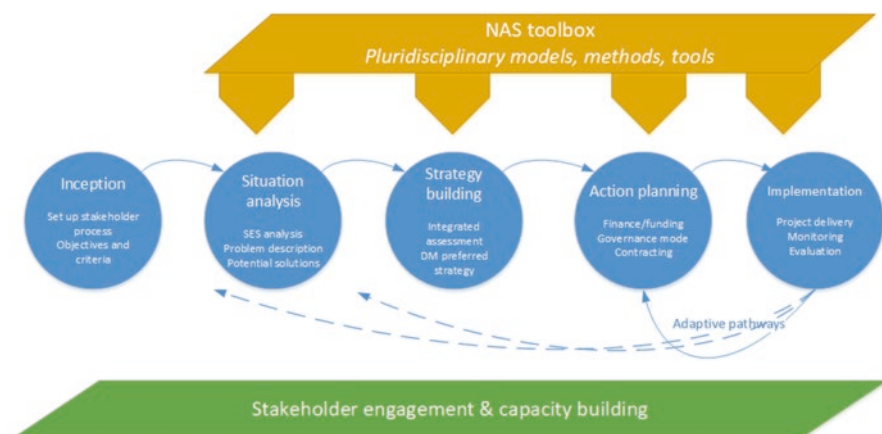 NAS toolbox
Pluridisciplinary models, methods, tools
Inception
Set up stakeholder
process
Objectives and
criteria
Situation
analysis
SES analysis
Problem description
Potential solutions
Strategy
building
Integrated
assessment
DM preferred
strategy
Action planning
Finance/funding
Governance mode
Contracting
Implementation
Project delivery
Monitoring
Evaluation
Adaptive pathways
Stakeholder engagement & capacity building